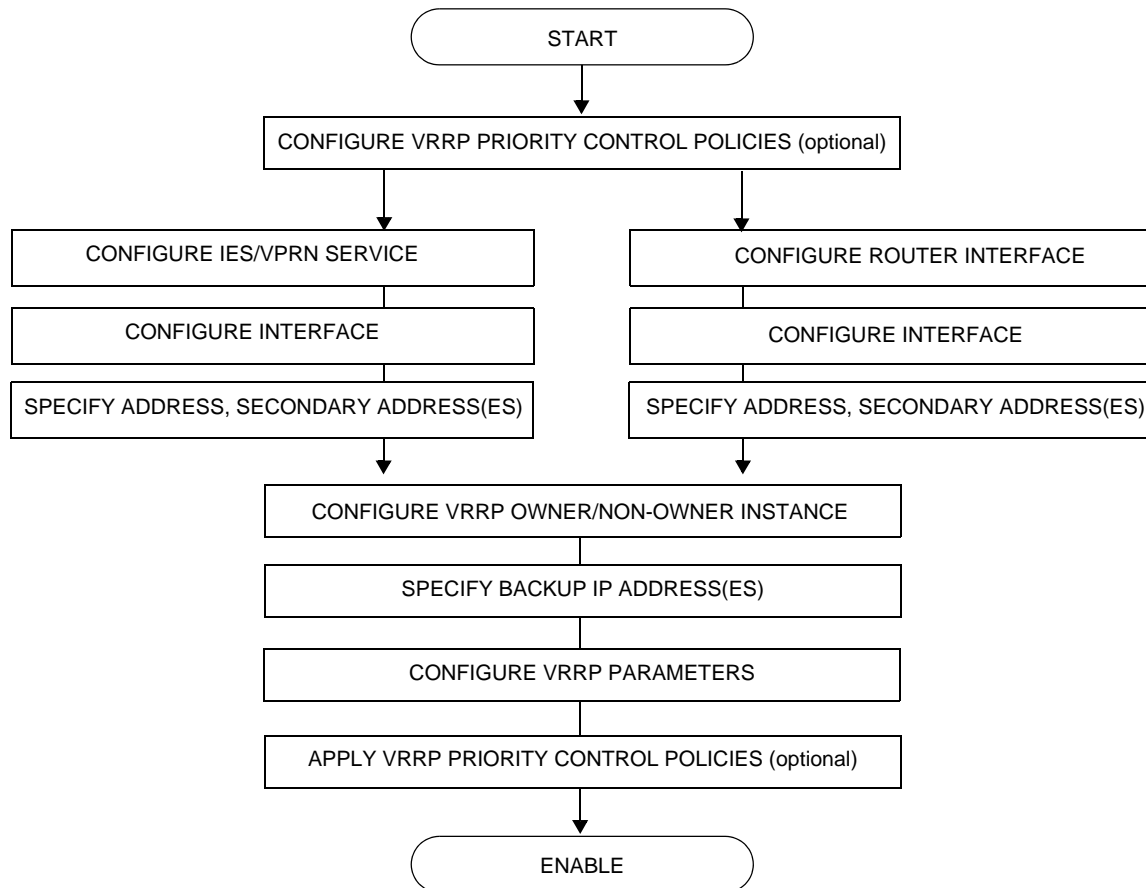 START
CONFIGURE VRRP PRIORITY CONTROL POLICIES (optional)
CONFIGURE IES/VPRN SERVICE
CONFIGURE ROUTER INTERFACE
CONFIGURE INTERFACE
CONFIGURE INTERFACE
SPECIFY ADDRESS, SECONDARY ADDRESS(ES)
SPECIFY ADDRESS, SECONDARY ADDRESS(ES)
CONFIGURE VRRP OWNER/NON-OWNER INSTANCE
SPECIFY BACKUP IP ADDRESS(ES)
CONFIGURE VRRP PARAMETERS
APPLY VRRP PRIORITY CONTROL POLICIES (optional)
ENABLE